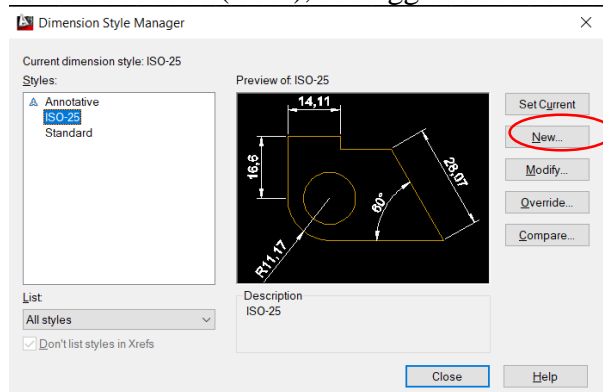 Dimension Style Manager
Current dimension style: ISO-25
Styles:
Annotative
ISO-25
Standard
Preview of: ISO-25
14,11
16,6
28,07
60°
R11,17
Set Current
New...
Modify...
Override...
Compare...
List:
All styles
Don't list styles in Xrefs
Description
ISO-25
Close
Help